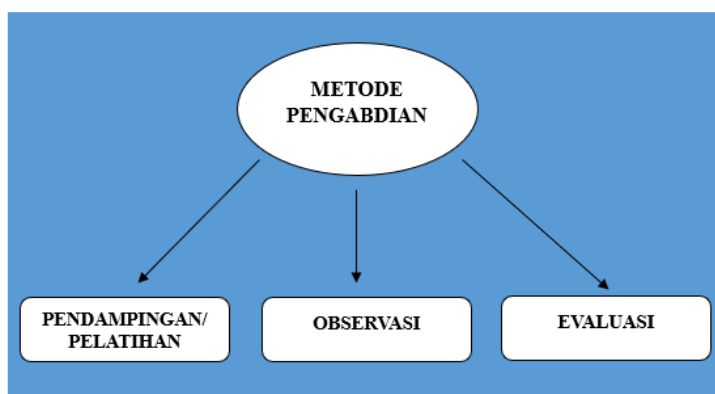 METODE
PENGABDIAN
PENDAMPINGAN/
PELATIHAN
OBSERVASI
EVALUASI